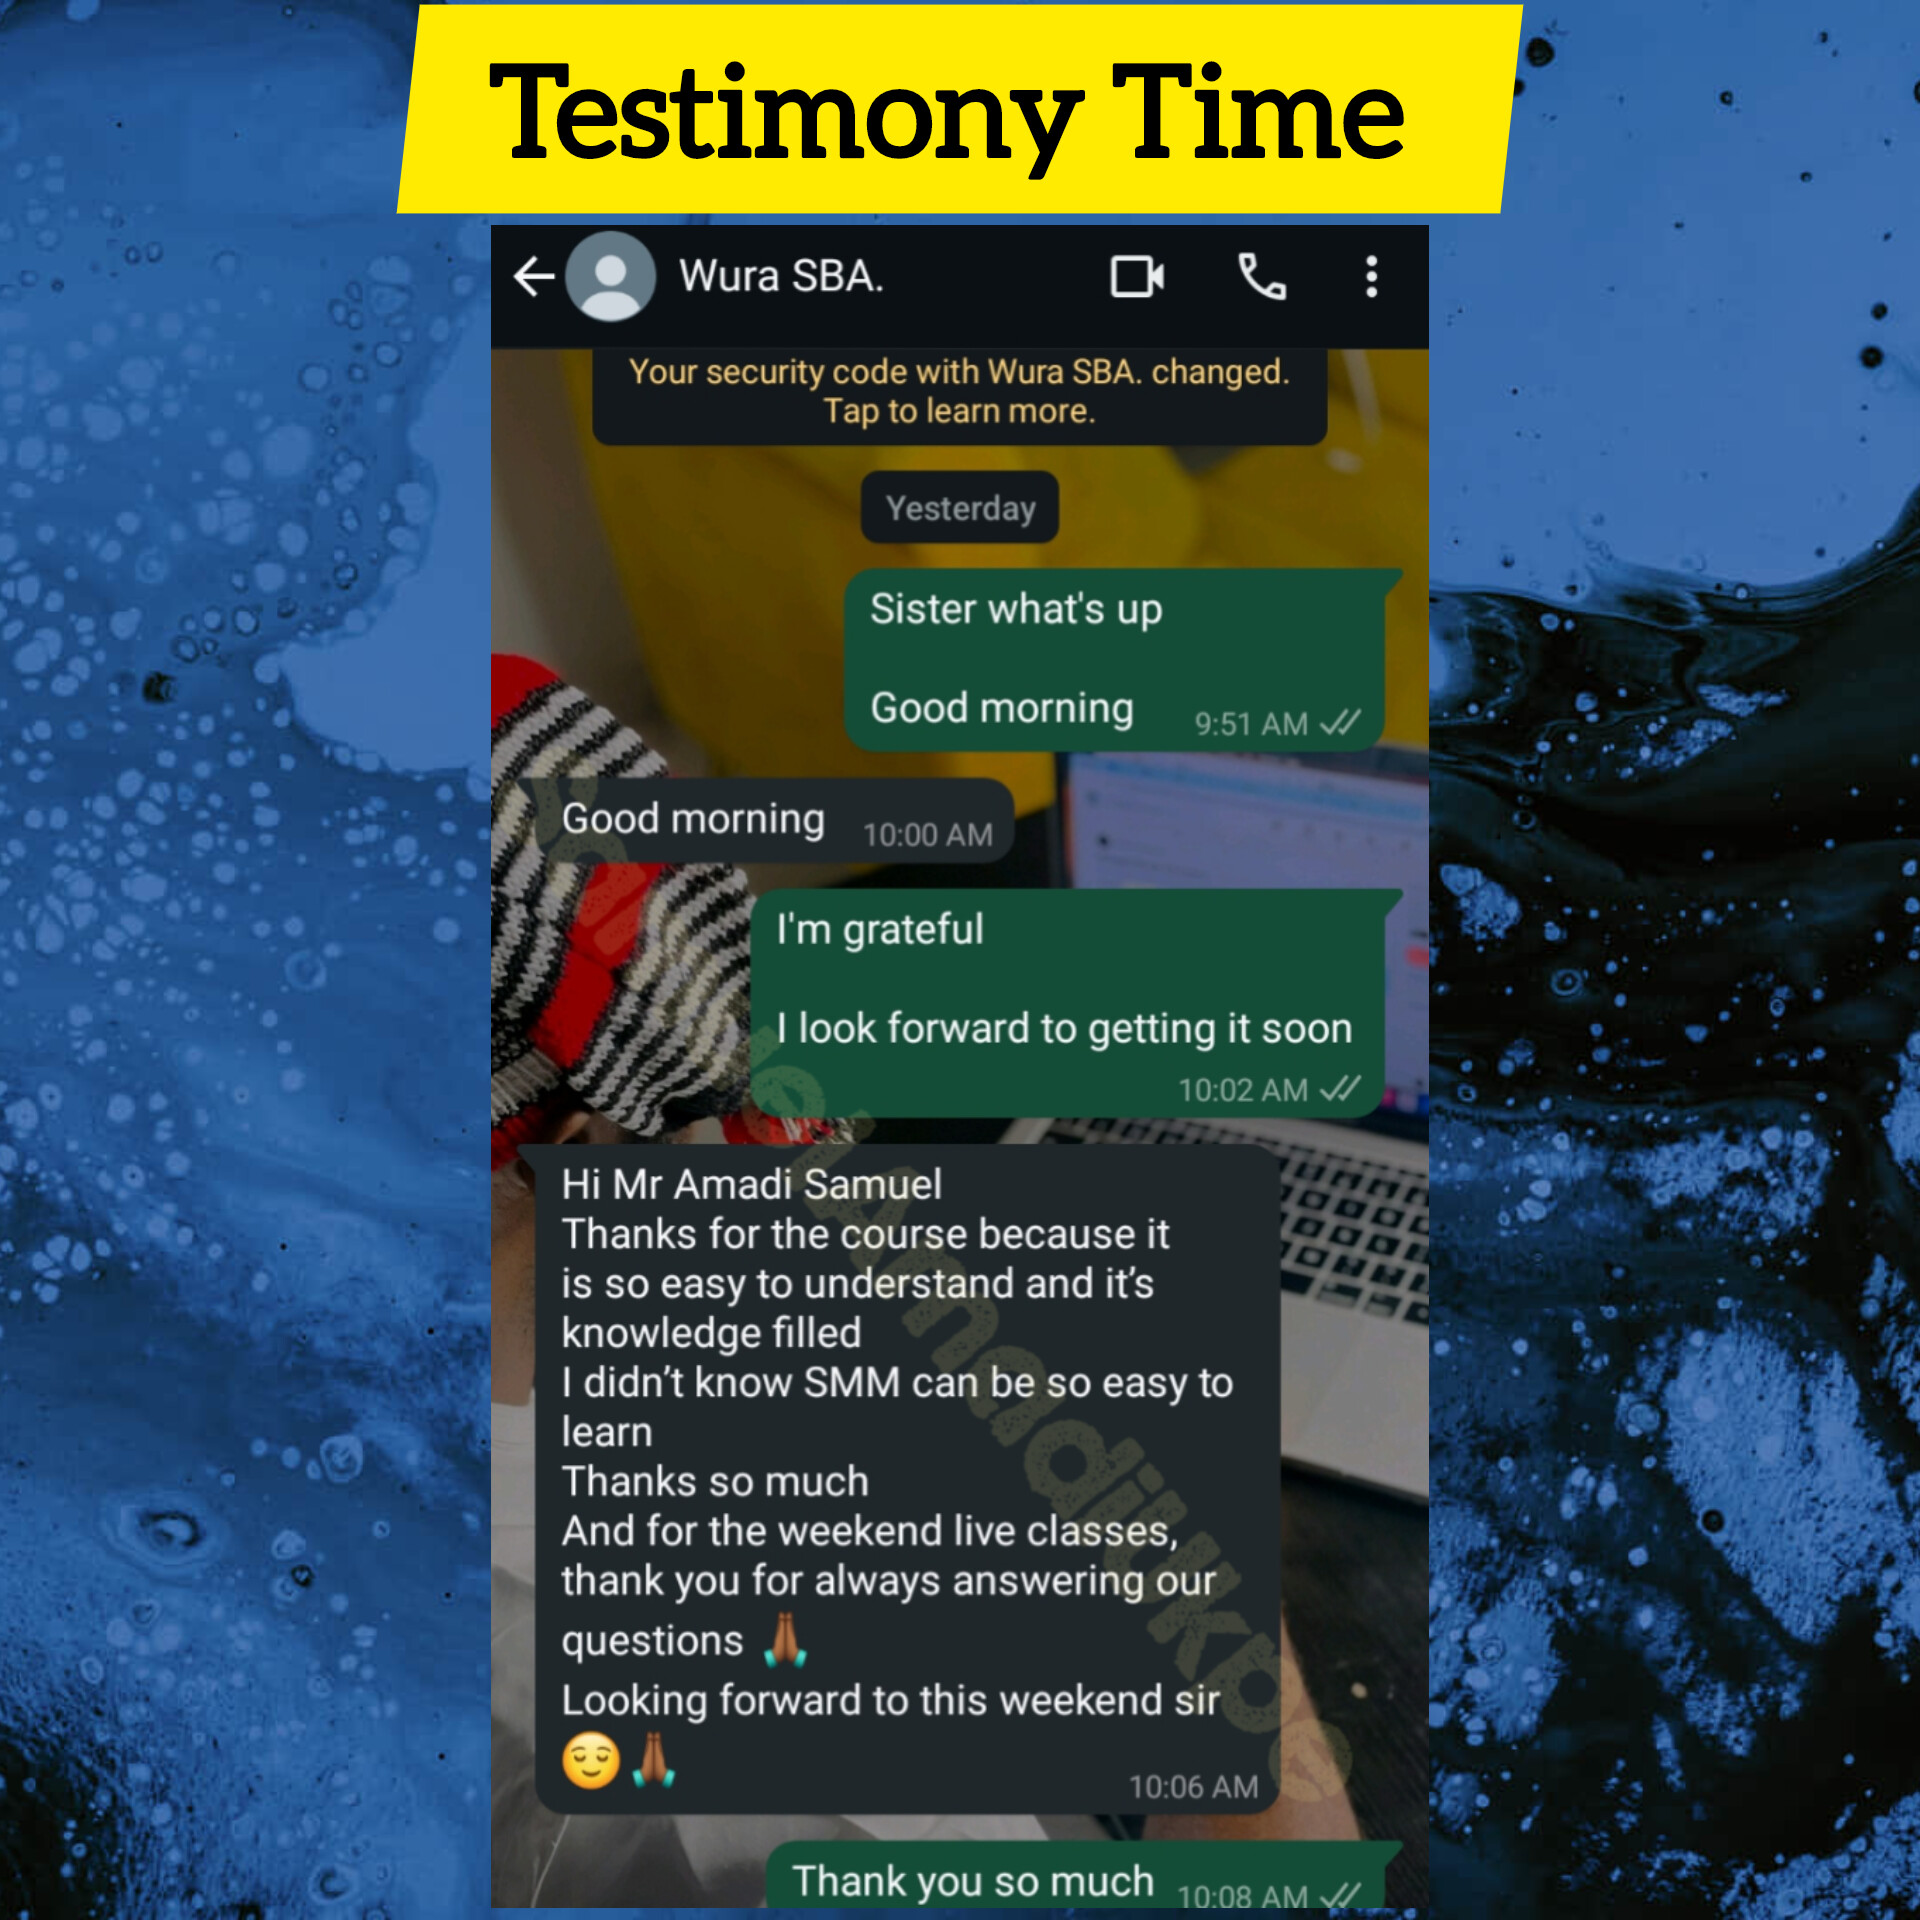 Testimony Time
Wura SBA.
Your security code with Wura SBA. changed.
Tap to learn more.
Yesterday
Sister what's up
Good morning
9:51 AM
Good morning
10:00 AM
I'm grateful
I look forward to getting it soon
10:02 AM
Hi Mr Amadi Samuel
Thanks for the course because it
is so easy to understand and it’s
knowledge filled
I didn’t know SMM can be so easy to
learn
Thanks so much
And for the weekend live classes,
thank you for always answering our
questions 🙏🏾
Looking forward to this weekend sir
😌🙏🏾
10:06 AM
Thank you so much
10:08 AM